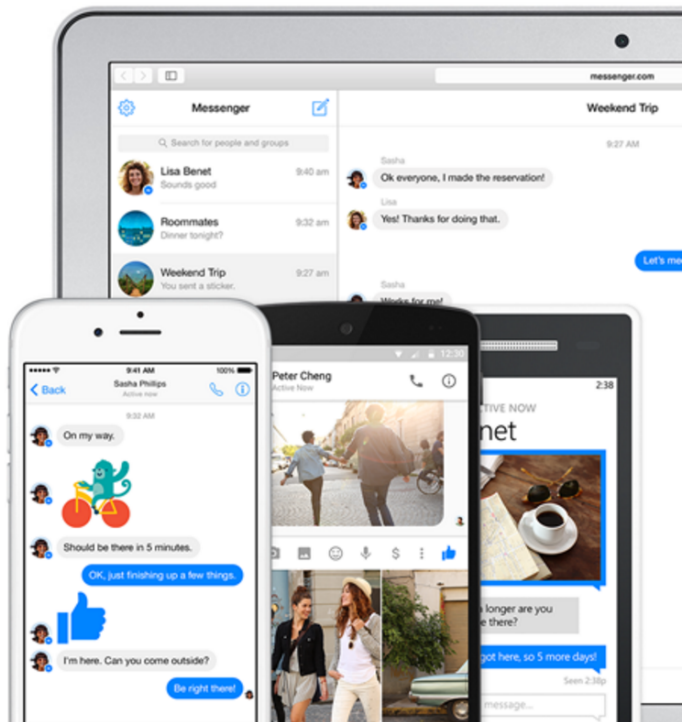 messenger.com
Messenger
Weekend Trip
Search for people and groups
9:27 AM
Lisa Benet
9:40 am
Sounds good
Sasha
Ok everyone, I made the reservation!
Lisa
Yes! Thanks for doing that.
Roommates
9:32 am
Dinner tonight?
Let's
Weekend Trip
9:27 am
You sent a sticker.
Sasha
Works for me!
9:41 AM
100%
Back
Sasha Phillips
Active now
9:32 AM
On my way.
Should be there in 5 minutes.
OK, just finishing up a few things.
I'm here. Can you come outside?
Be right there!
12:30
Peter Cheng
Active Now
$
2:38
ACTIVE NOW
net
longer are you
there?
got here, so 5 more days!
Seen 2:38p
message...